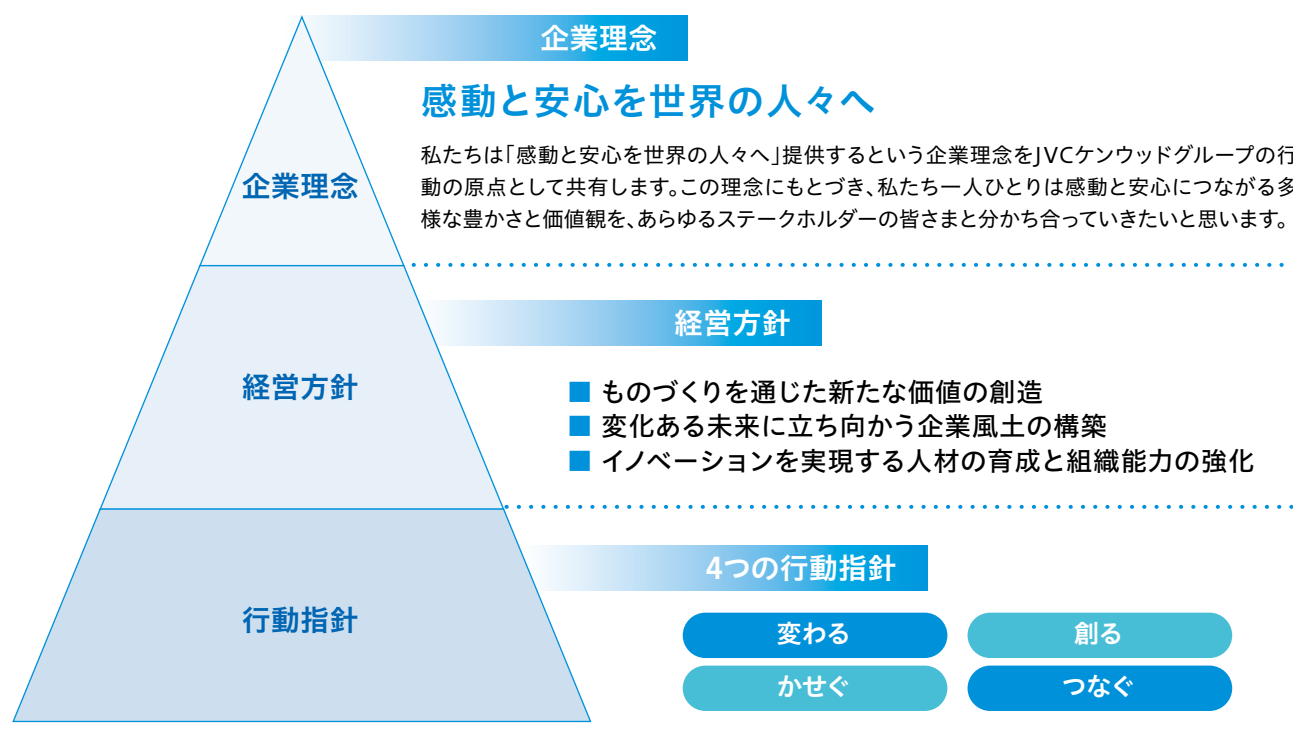 企業理念
感動と安心を世界の人々へ
私たちは「感動と安心を世界の人々へ」提供するという企業理念をJVCケンウッドグループの行
動の原点として共有します。この理念にもとづき、私たち一人ひとりは感動と安心につながる多
様な豊かさと価値観を、あらゆるステークホルダーの皆さまと分かち合っていきたいと思います。
企業理念
経営方針
■ ものづくりを通じた新たな価値の創造
■ 変化ある未来に立ち向かう企業風土の構築
■ イノベーションを実現する人材の育成と組織能力の強化
経営方針
4つの行動指針
変わる 創る
かせぐ つなぐ
行動指針